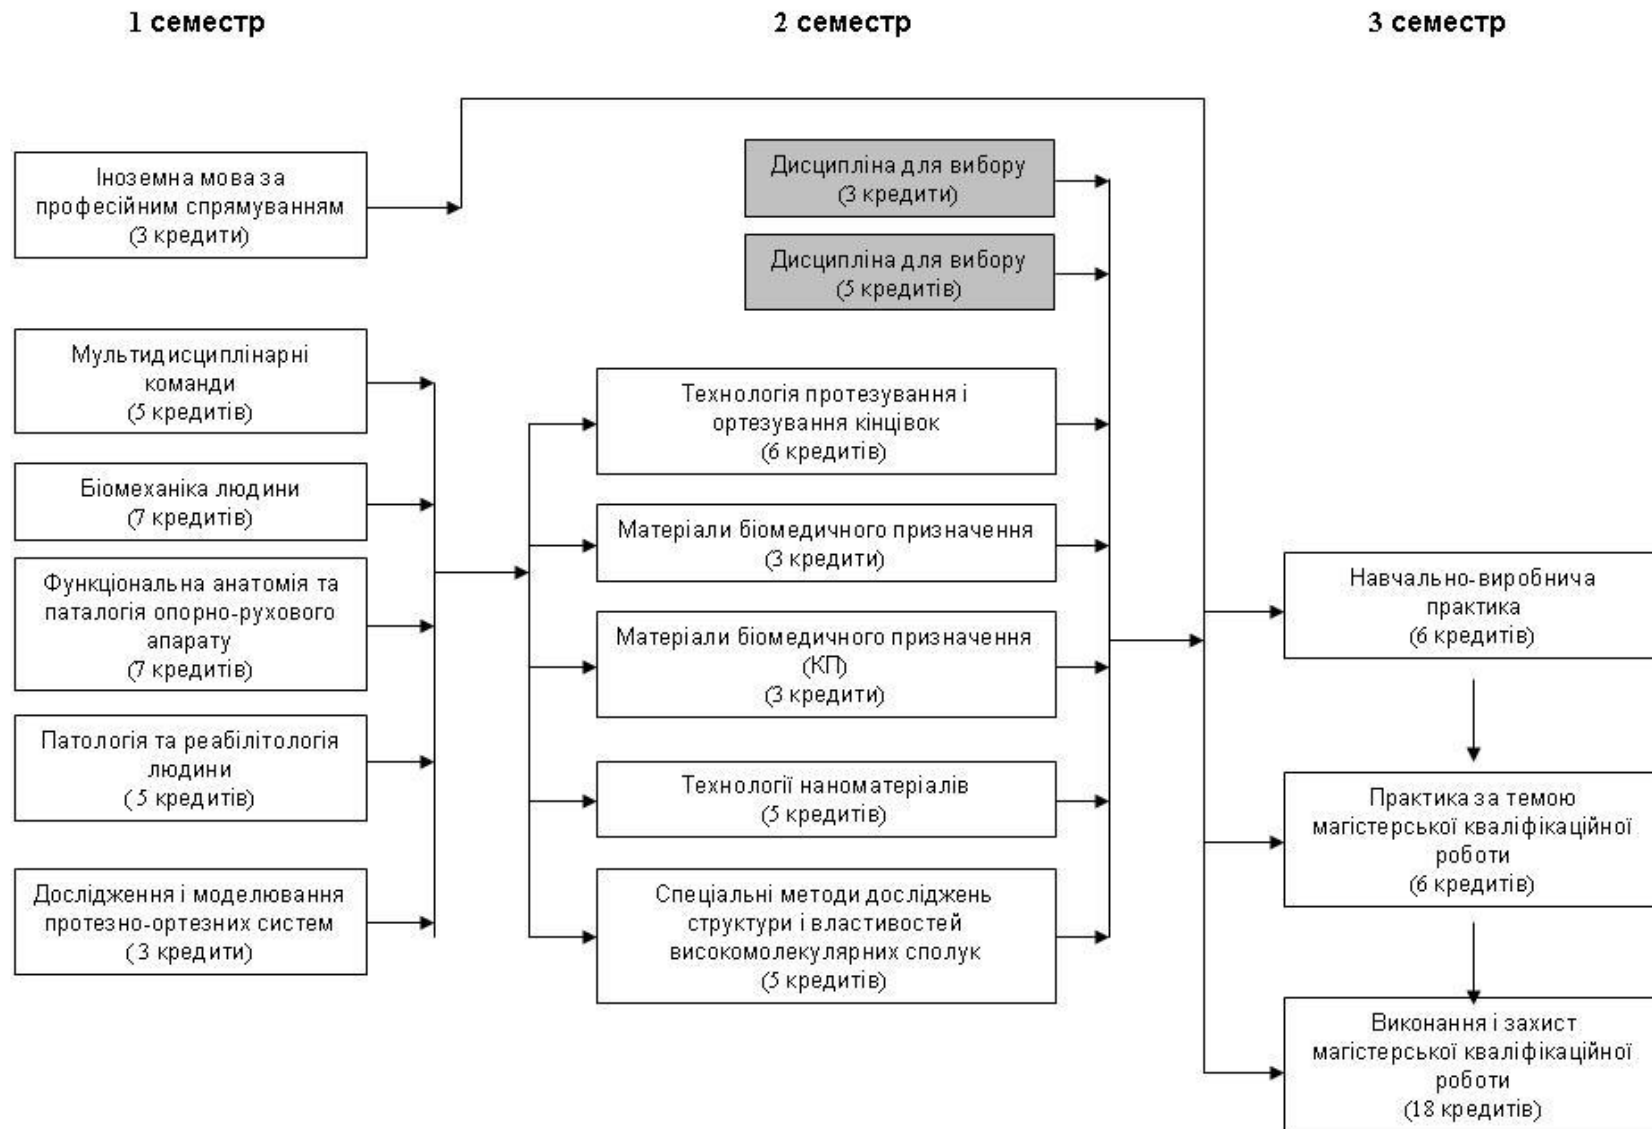 1 семестр
2 семестр
3 семестр
Іноземна мова за
професійним спрямуванням
(3 кредити)
Мультидисциплінарні
команди
(5 кредитів)
Біомеханіка людини
(7 кредитів)
Функціональна анатомія та
паталогія опорно-рухового
апарату
(7 кредитів)
Патологія та реабілітологія
людини
( 5 кредитів)
Дослідження і моделювання
протезно-ортезних систем
( 3 кредити)
Дисципліна для вибору
(3 кредити)
Дисципліна для вибору
(5 кредитів)
Технологія протезування і
ортезування кінцівок
(6 кредитів)
Матеріали біомедичного призначення
(3 кредити)
Матеріали біомедичного призначення
(КП)
(3 кредити)
Технології наноматеріалів
(5 кредитів)
Спеціальні методи досліджень
структури і властивостей
високомолекулярних сполук
(5 кредитів)
Навчально-виробнича
практика
(6 кредитів)
Практика за темою
магістерської кваліфікаційної
роботи
(6 кредитів)
Виконання і захист
магістерської кваліфікаційної
роботи
(18 кредитів)